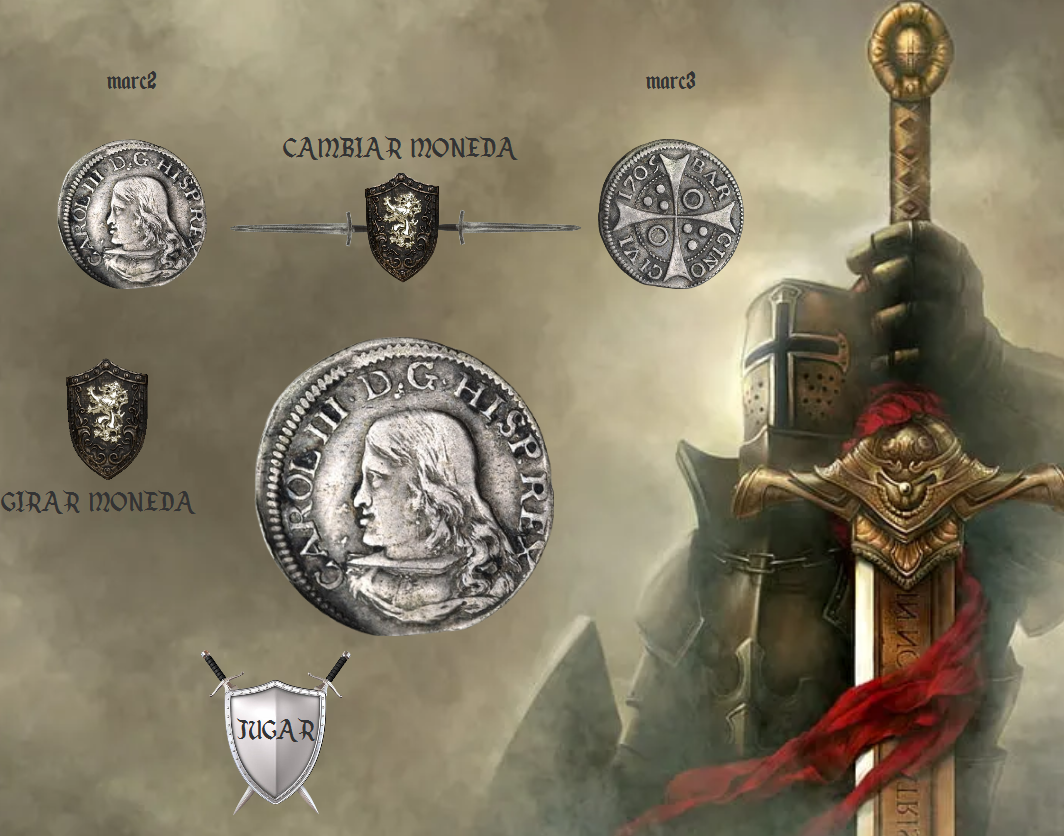 marc2
marc3
CAMBIAR MONEDA
CAROL III D.G. HISP REX
1705 BAR CINO CIVI
GIRAR MONEDA
CAROL III D.G. HISP REX
JUGAR